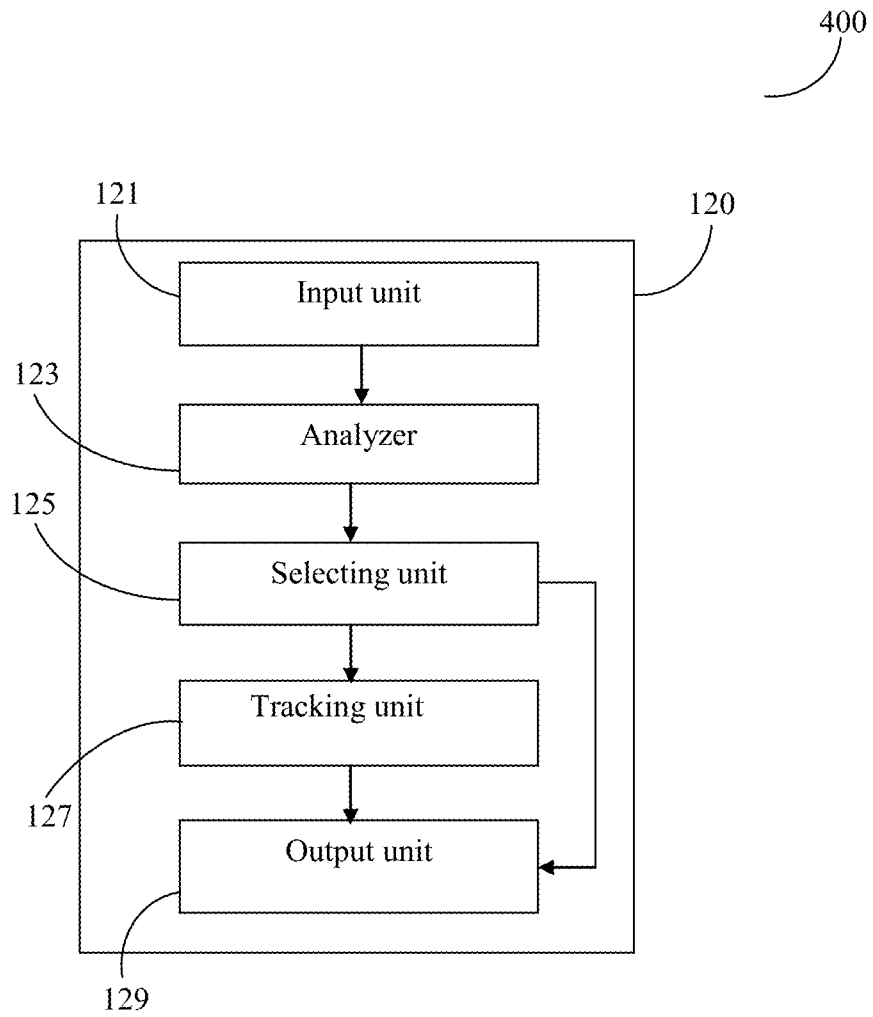 400
121
120
Input unit
123
Analyzer
125
Selecting unit
Tracking unit
127
Output unit
129